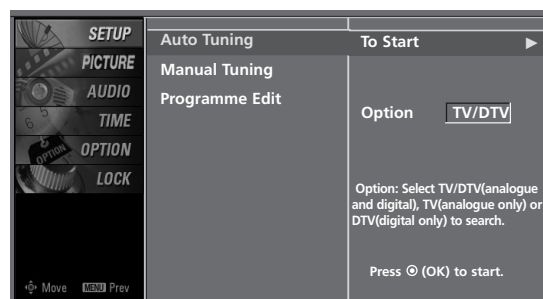 SETUP
PICTURE
AUDIO
TIME
OPTION
LOCK
Move MENU Prev
Auto Tuning
Manual Tuning
Programme Edit
To Start ▶
Option TV/DTV
Option: Select TV/DTV(analogue
and digital), TV(analogue only) or
DTV(digital only) to search.
Press ⊙ (OK) to start.